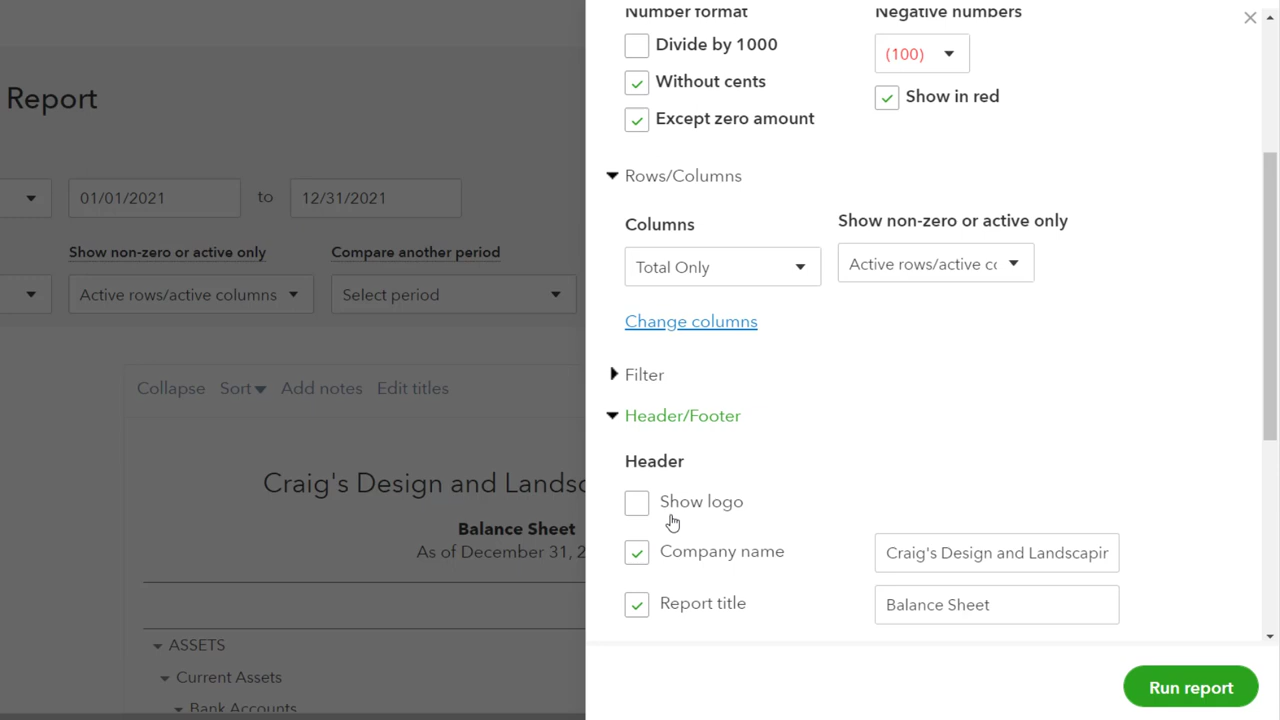 Report
01/01/2021 to 12/31/2021
Show non-zero or active only Compare another period
Active rows/active columns Select period
Collapse Sort Add notes Edit titles
Craig's Design and Landsc
Balance Sheet
As of December 31, 2
ASSETS
Current Assets
Bank Accounts
Number format Negative numbers
Divide by 1000 (100)
Without cents Show in red
Except zero amount
Rows/Columns
Columns Show non-zero or active only
Total Only Active rows/active cc
Change columns
Filter
Header/Footer
Header
Show logo
Company name Craig's Design and Landscapir
Report title Balance Sheet
Run report